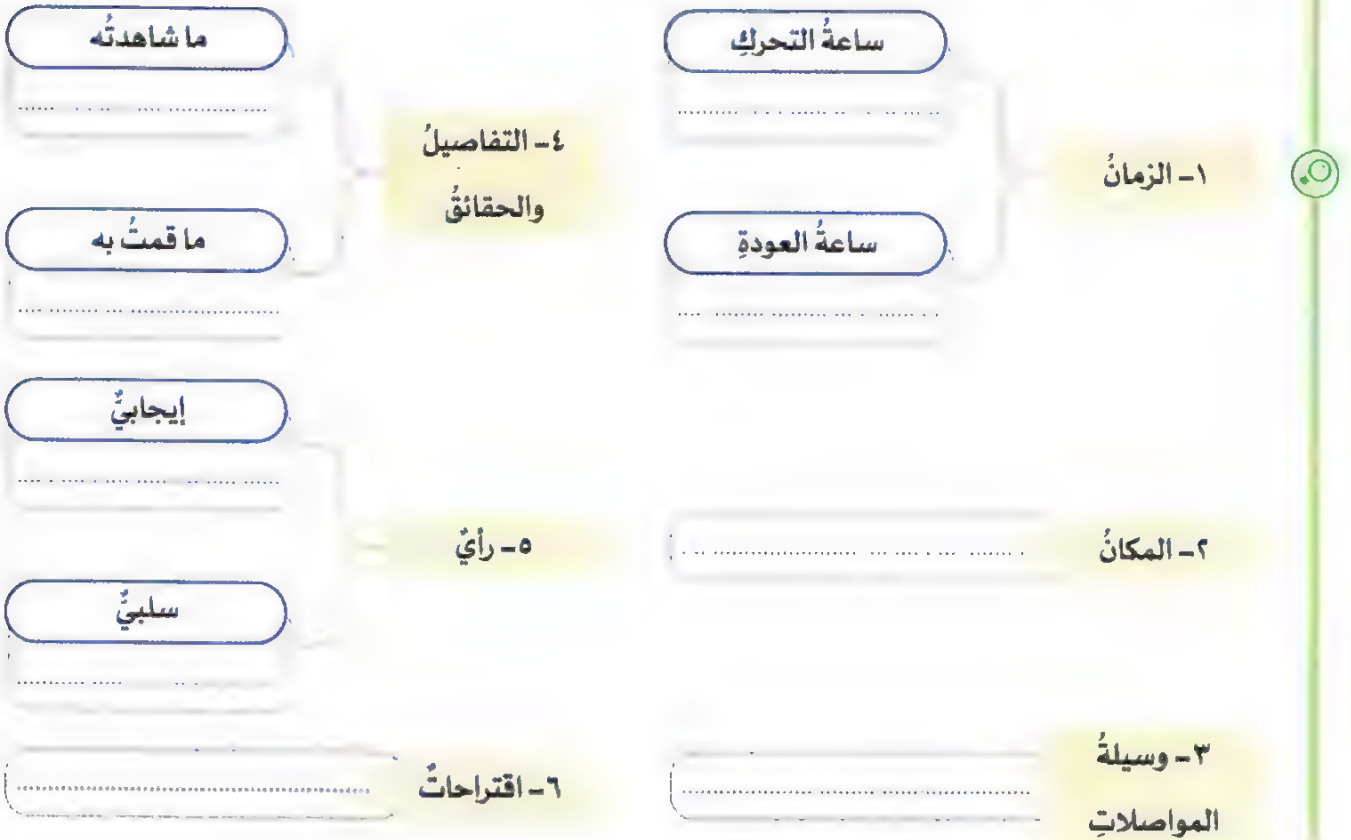 ١- الزمانُ
ساعةُ التحركِ
ساعةُ العودةِ
٢- المكانُ
٣- وسيلةُ
المواصلاتِ
٤- التفاصيلُ
والحقائقُ
ما شاهدتُه
ما قمتُ به
٥- رأيٌ
إيجابيٌّ
سلبيٌّ
٦- اقتراحاتٌ